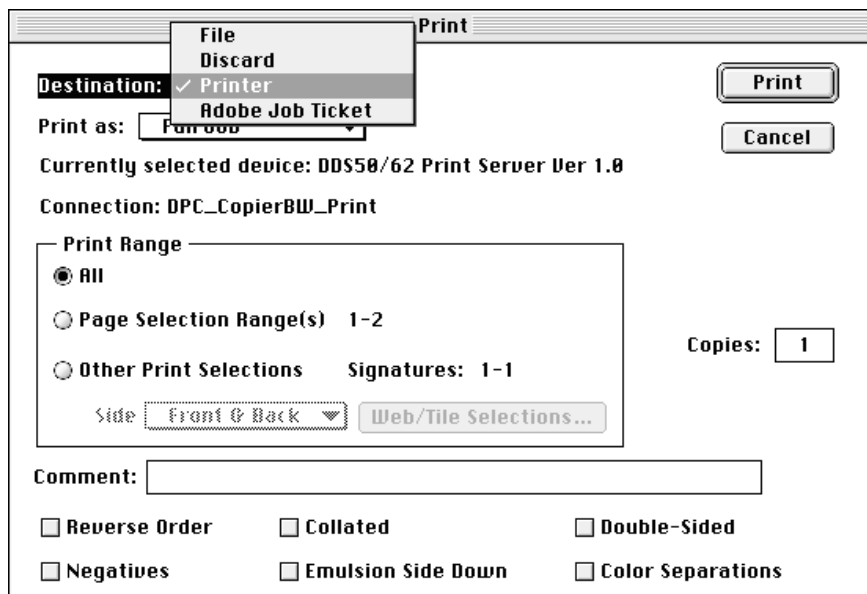 Print
File
Discard
Destination: ✓ Printer
Adobe Job Ticket
Print as:
Print
Cancel
Currently selected device: DDS50/62 Print Server Ver 1.0
Connection: DPC_CopierBW_Print
Print Range
All
Page Selection Range(s) 1-2
Other Print Selections Signatures: 1-1
Side Front & Back Web/Tile Selections...
Copies: 1
Comment:
Reverse Order Collated Double-Sided
Negatives Emulsion Side Down Color Separations